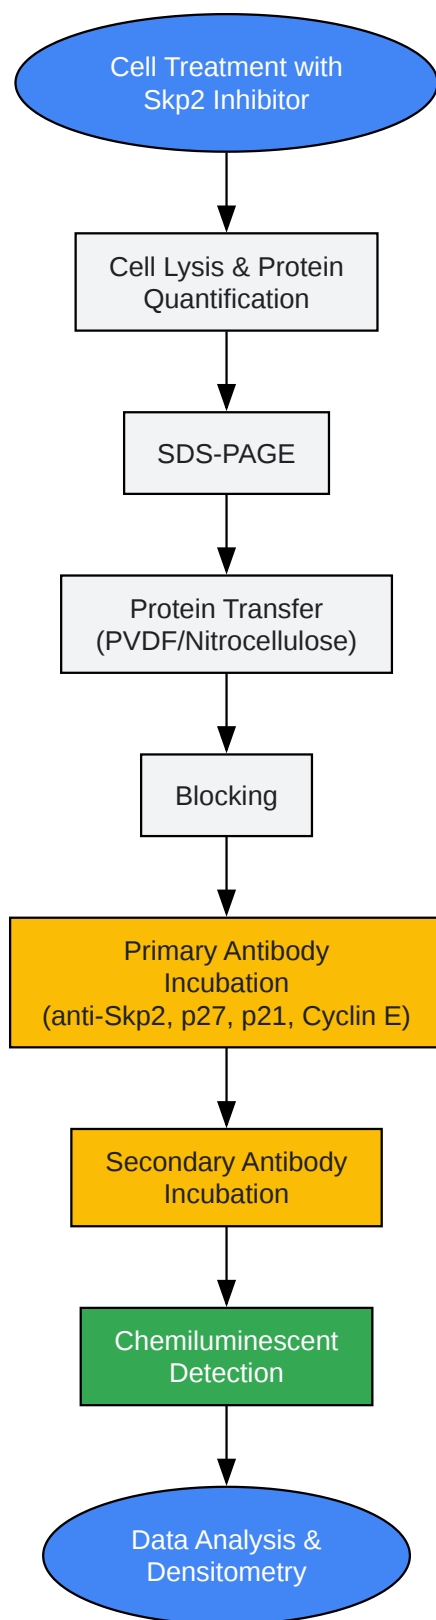 Cell Treatment with
Skp2 Inhibitor
Cell Lysis & Protein
Quantification
SDS-PAGE
Protein Transfer
(PVDF/Nitrocellulose)
Blocking
Primary Antibody
Incubation
(anti-Skp2, p27, p21, Cyclin E)
Secondary Antibody
Incubation
Chemiluminescent
Detection
Data Analysis &
Densitometry